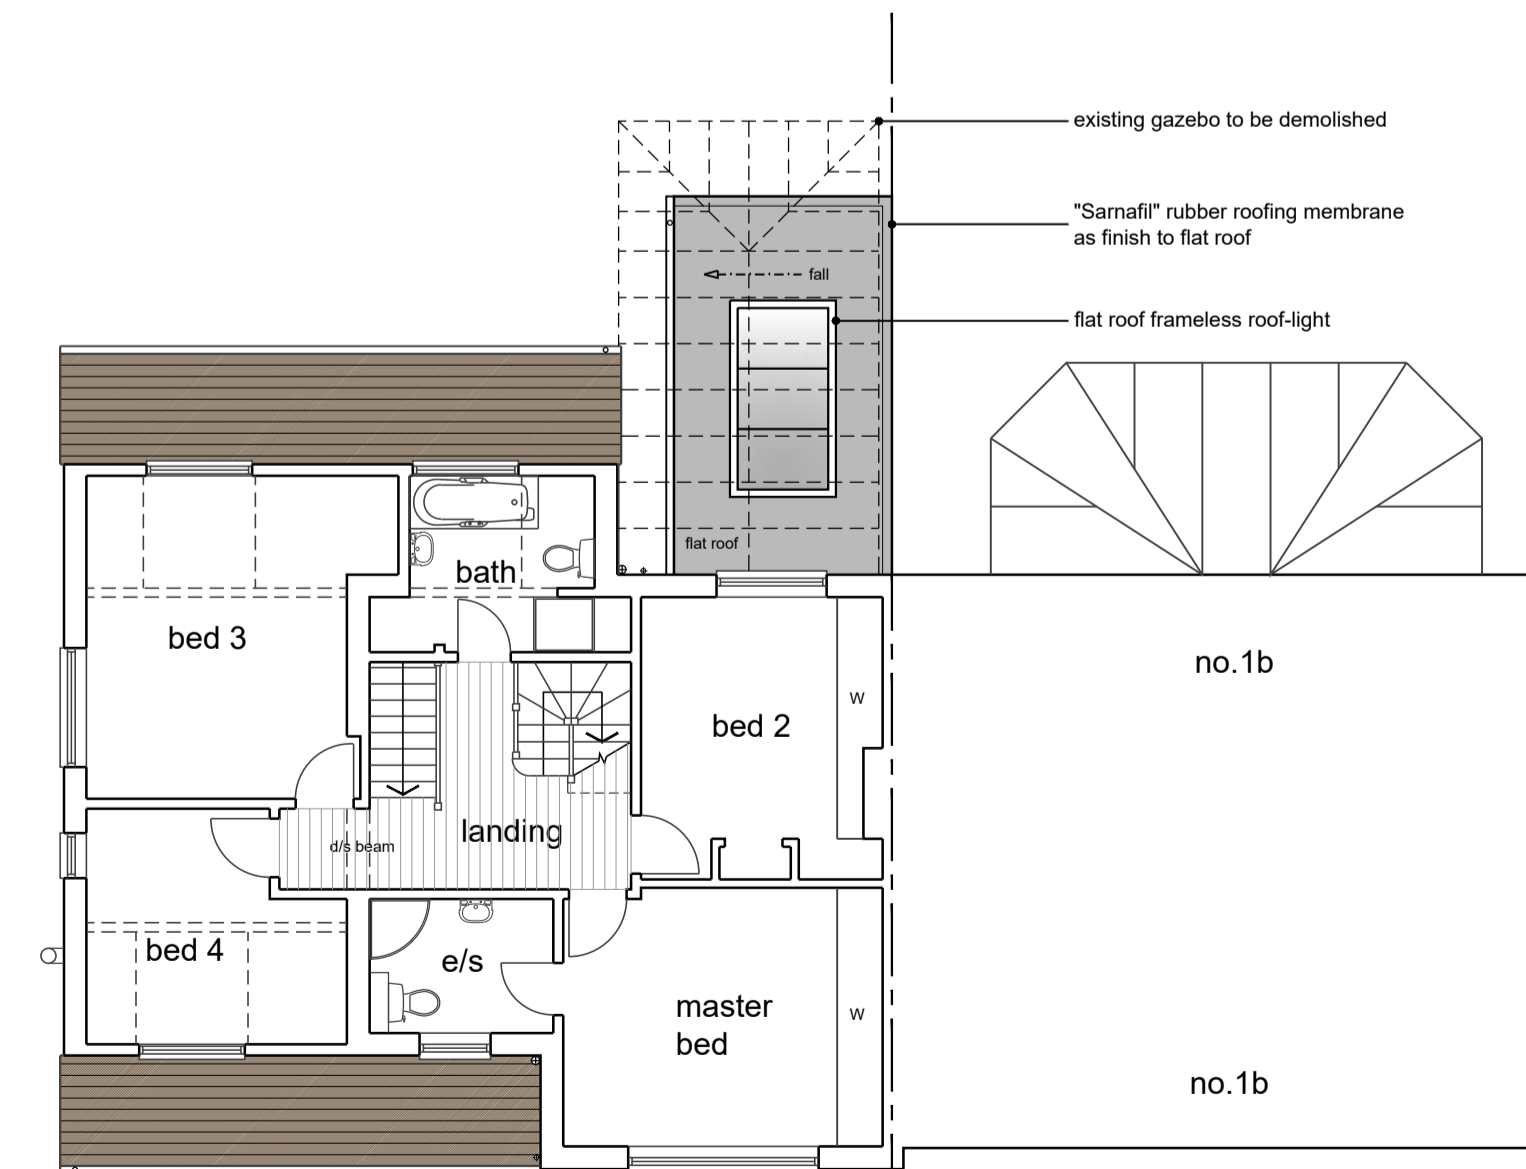 existing gazebo to be demolished
"Sarnafil" rubber roofing membrane
as finish to flat roof
fall
flat roof frameless roof-light
flat roof
bath
bed 3
no.1b
bed 2
W
landing
d/s beam
bed 4
e/s
master
bed
W
no.1b